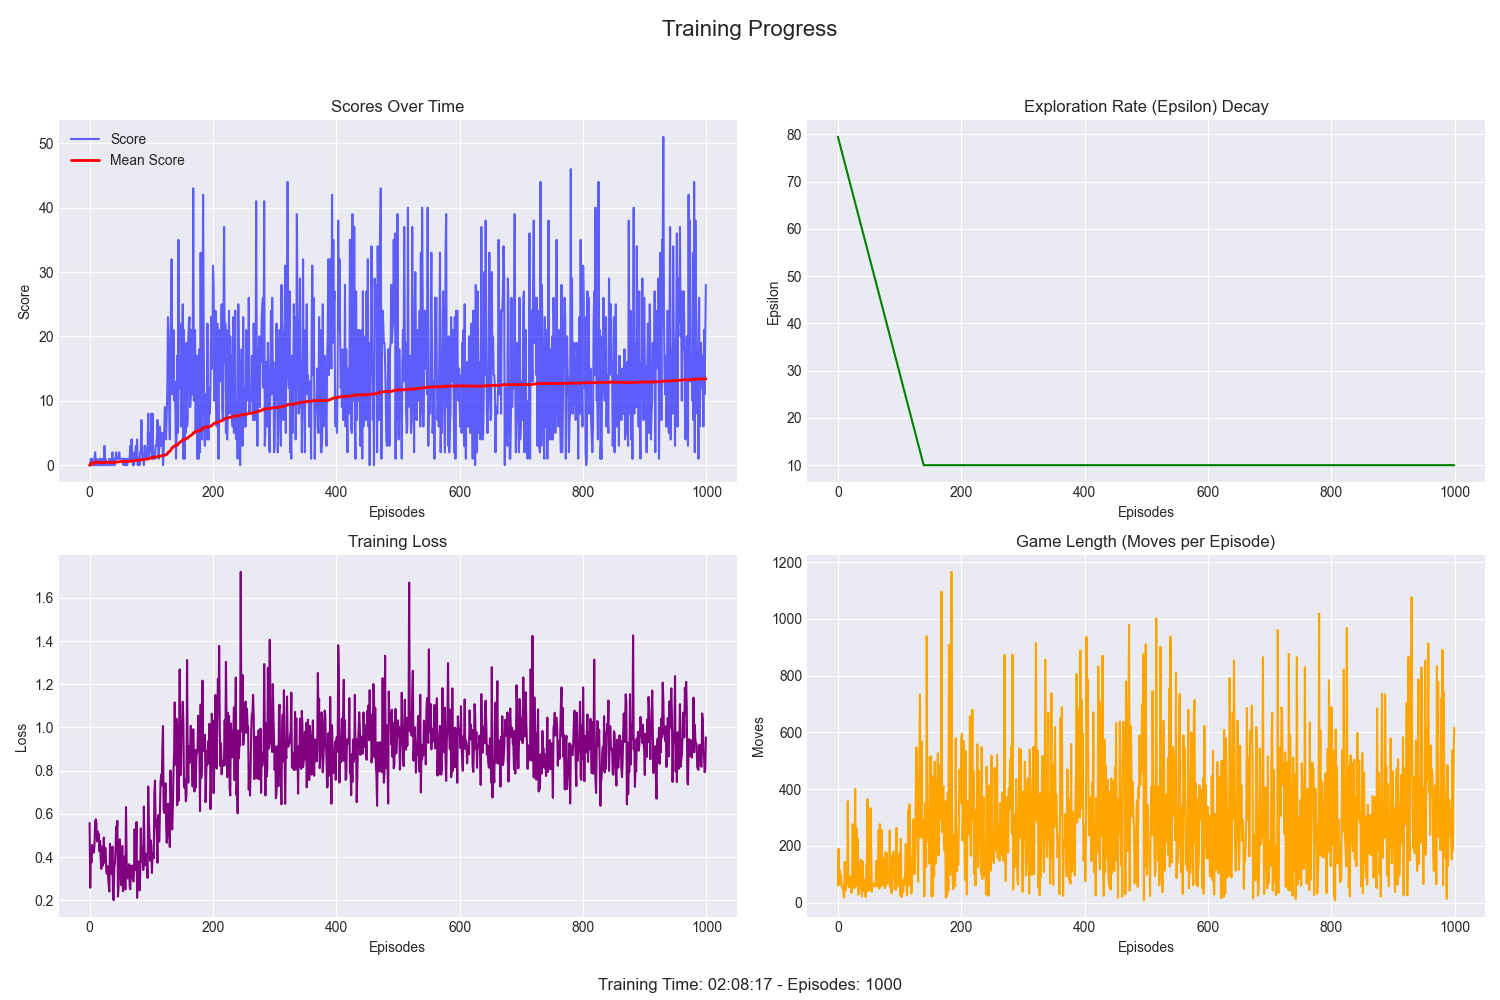 Training Progress
Scores Over Time
Score
Mean Score
50
40
30
20
10
0
Score
0 200 400 600 800 1000
Episodes
Exploration Rate (Epsilon) Decay
80
70
60
50
40
30
20
10
Epsilon
0 200 400 600 800 1000
Episodes
Training Loss
1.6
1.4
1.2
1.0
0.8
0.6
0.4
0.2
Loss
0 200 400 600 800 1000
Episodes
Game Length (Moves per Episode)
1200
1000
800
600
400
200
0
Moves
0 200 400 600 800 1000
Episodes
Training Time: 02:08:17 - Episodes: 1000